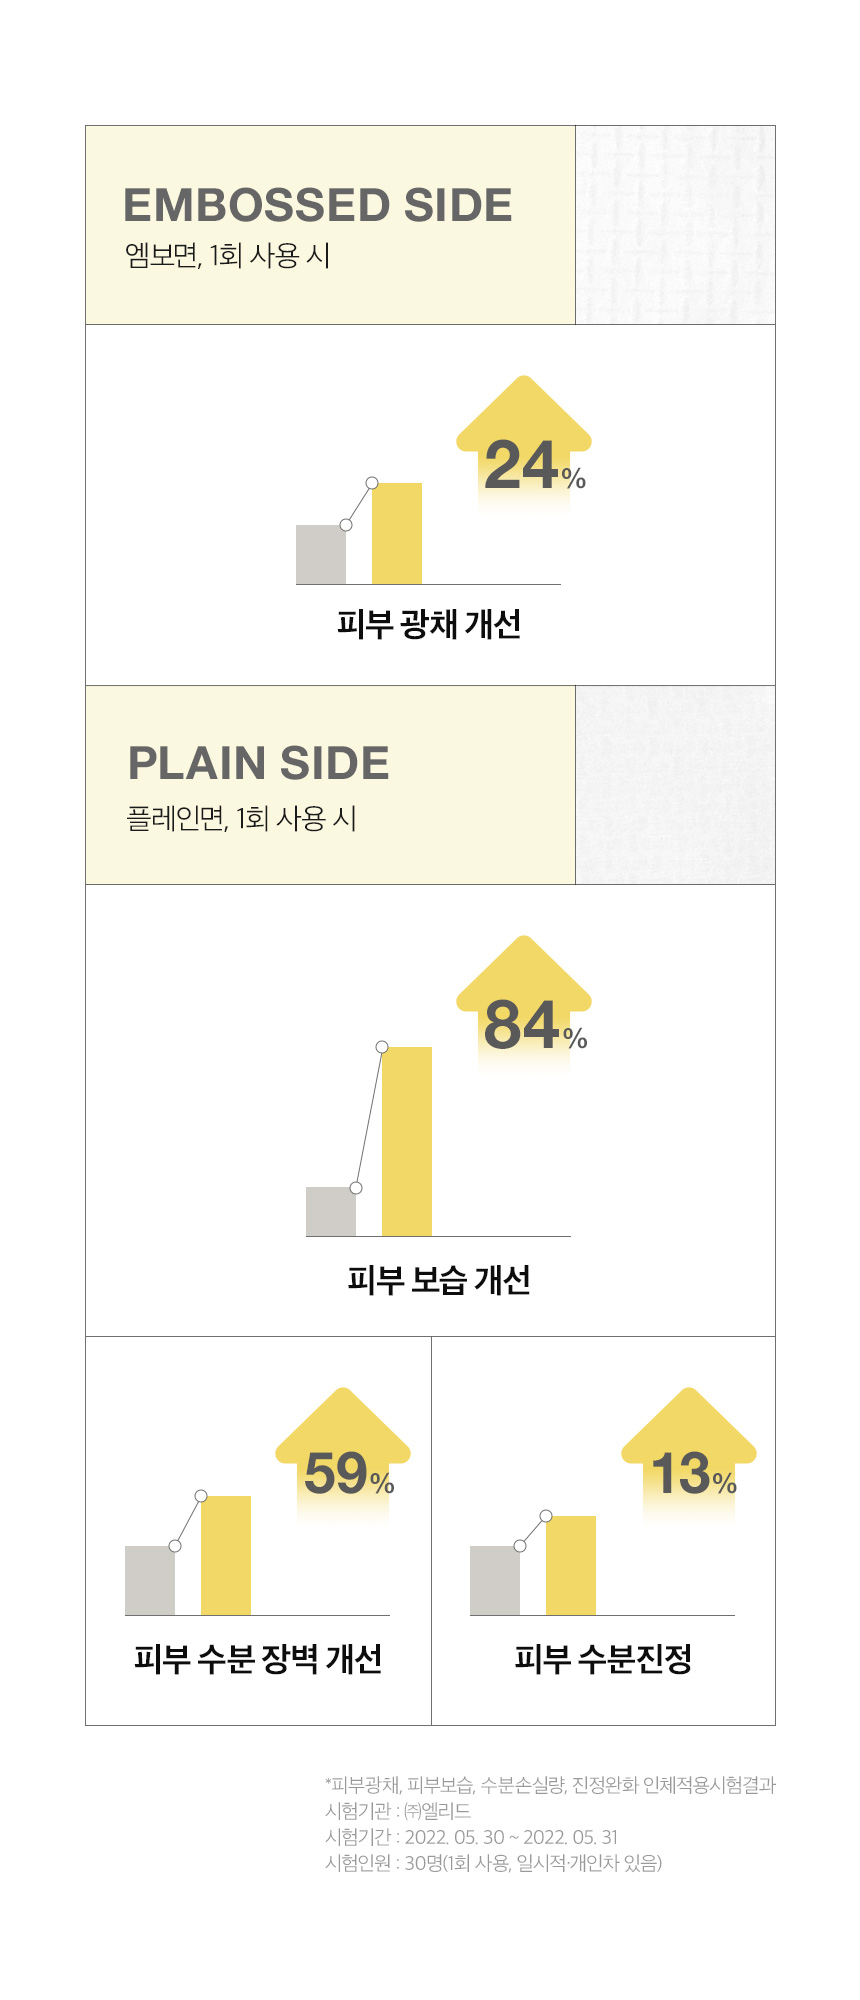 EMBOSSED SIDE
엠보면, 1회 사용 시
24%
피부 광채 개선
PLAIN SIDE
플레인면, 1회 사용 시
84%
피부 보습 개선
59%
피부 수분 장벽 개선
13%
피부 수분진정
*피부광채, 피부보습, 수분손실량, 진정완화 인체적용시험결과
시험기관 : ㈜엘리드
시험기간 : 2022. 05. 30 ~ 2022. 05. 31
시험인원 : 30명(1회 사용, 일시적·개인차 있음)